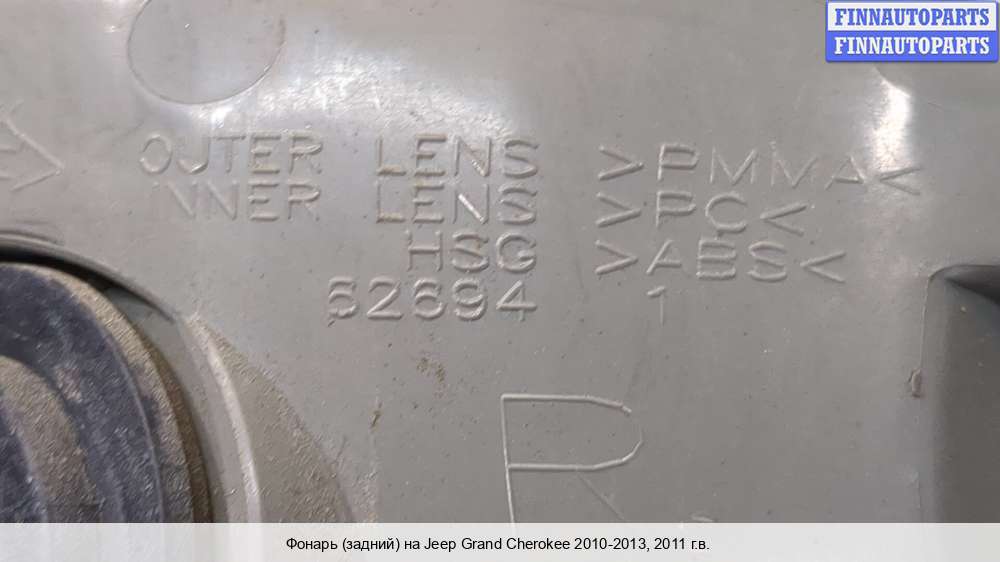 FINNAUTOPARTS
FINNAUTOPARTS
OUTER LENS >PMMA<
INNER LENS >PC<
HSG >ABS<
62694 1
R
Фонарь (задний) на Jeep Grand Cherokee 2010-2013, 2011 г.в.